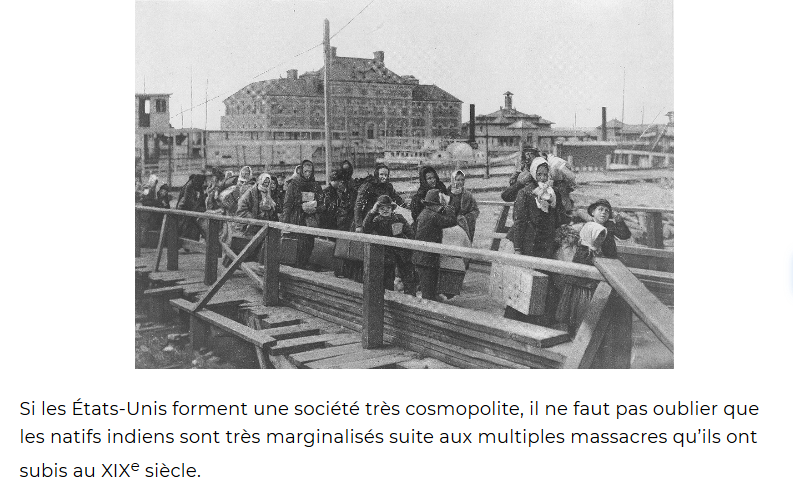 Si les États-Unis forment une société très cosmopolite, il ne faut pas oublier que
les natifs indiens sont très marginalisés suite aux multiples massacres qu’ils ont
subis au XIXe siècle.